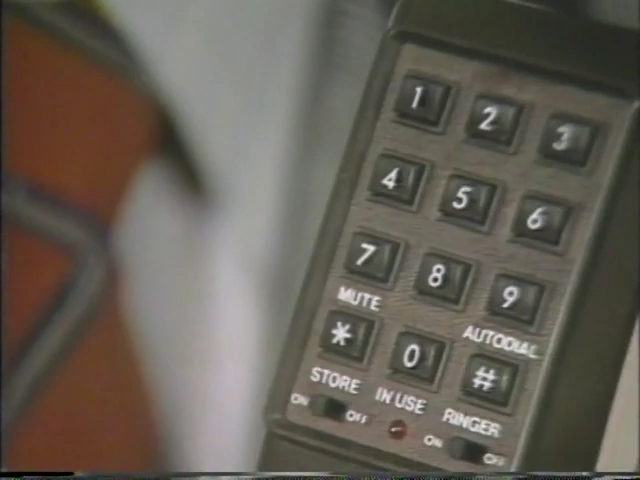 1 2 3
4 5 6
7 8 9
MUTE AUTODIAL
* 0 #
STORE IN USE RINGER
ON OFF ON OFF